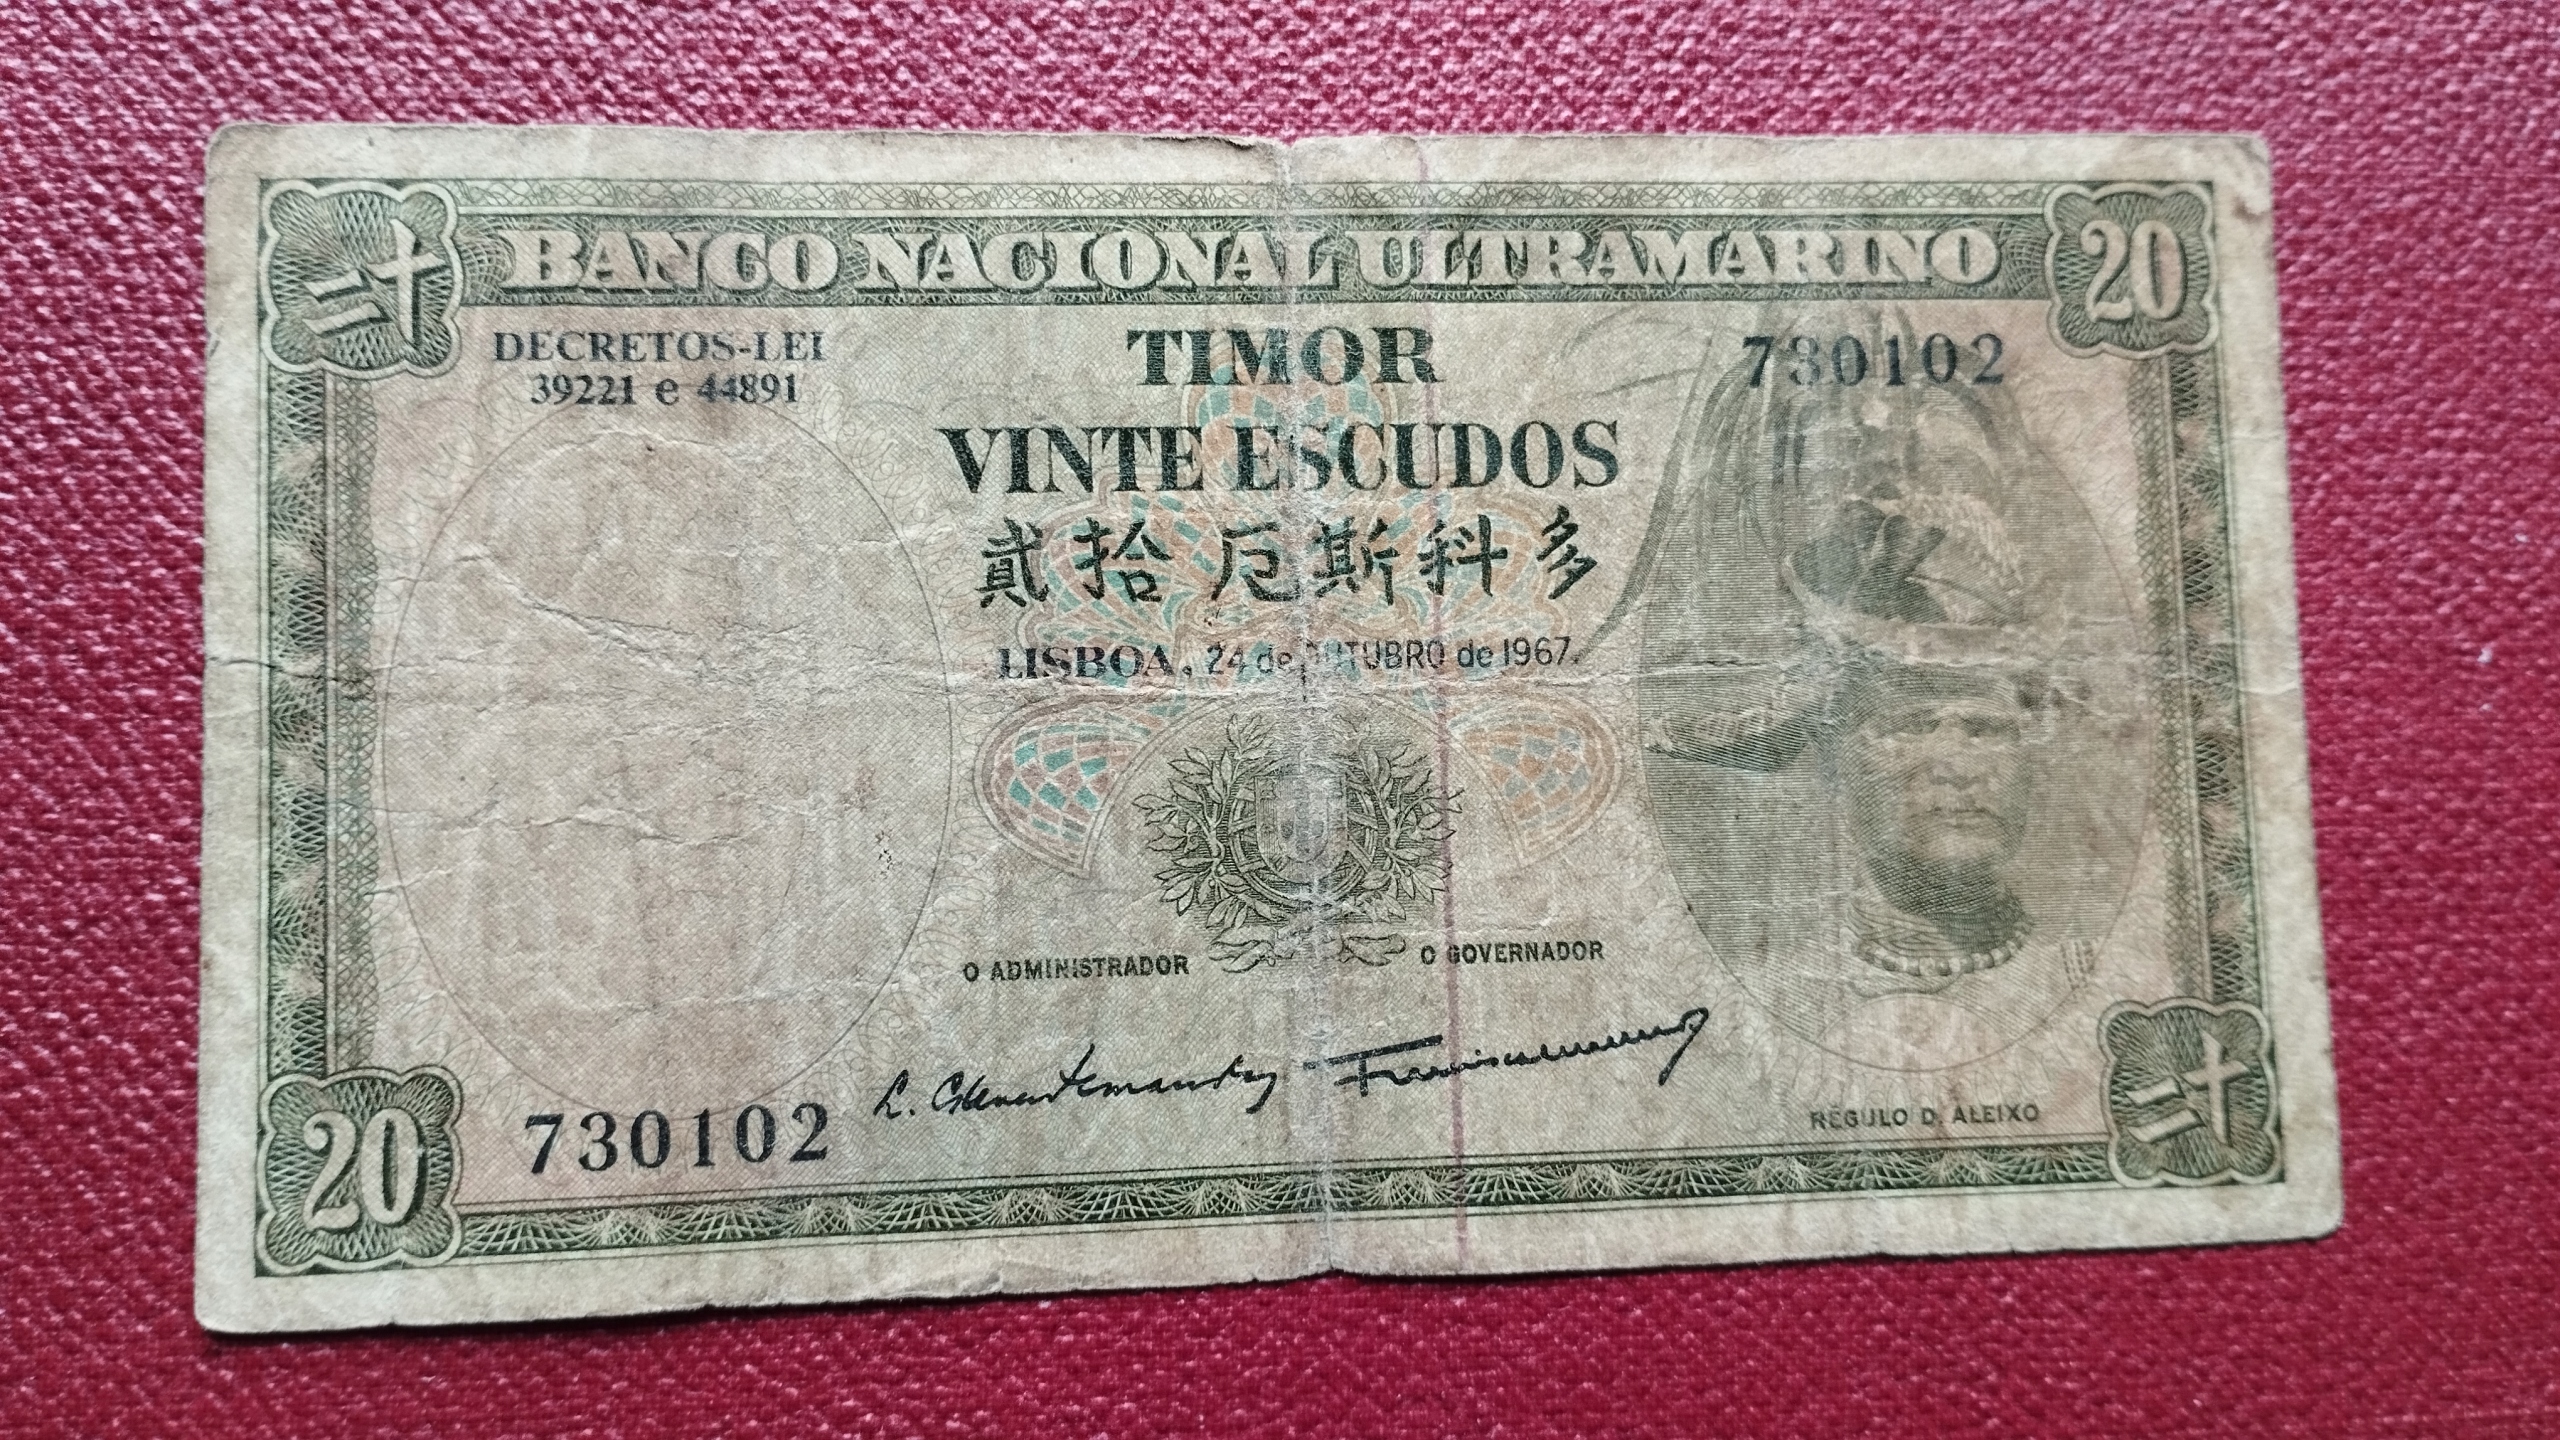 二十
BANCO NACIONAL ULTRAMARINO
20
DECRETOS-LEI
39221 e 44891
TIMOR
730102
VINTE ESCUDOS
貳拾厄斯科多
LISBOA, 24 de OUTUBRO de 1967.
O ADMINISTRADOR
O GOVERNADOR
RÉGULO D. ALEIXO
730102
20
二十